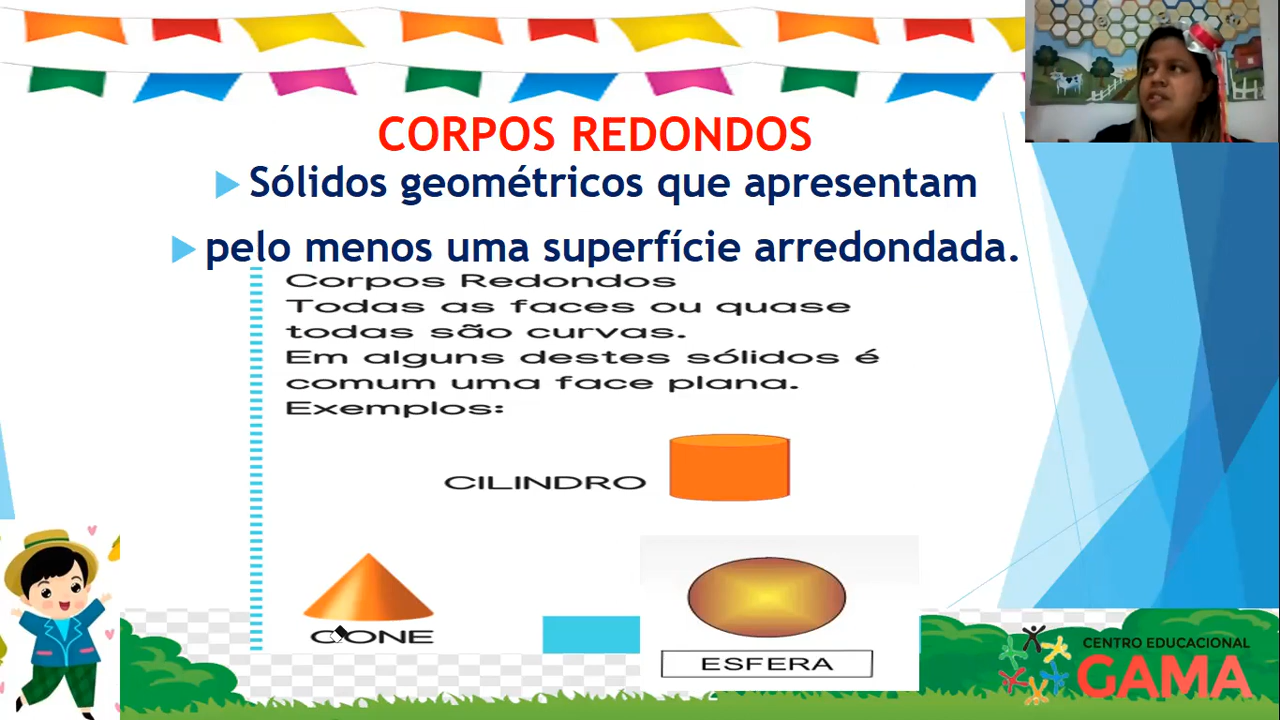 CORPOS REDONDOS
Sólidos geométricos que apresentam
pelo menos uma superfície arredondada.
Corpos Redondos
Todas as faces ou quase
todas são curvas.
Em alguns destes sólidos é
comum uma face plana.
Exemplos:
CILINDRO
CONE
ESFERA
CENTRO EDUCACIONAL
GAMA